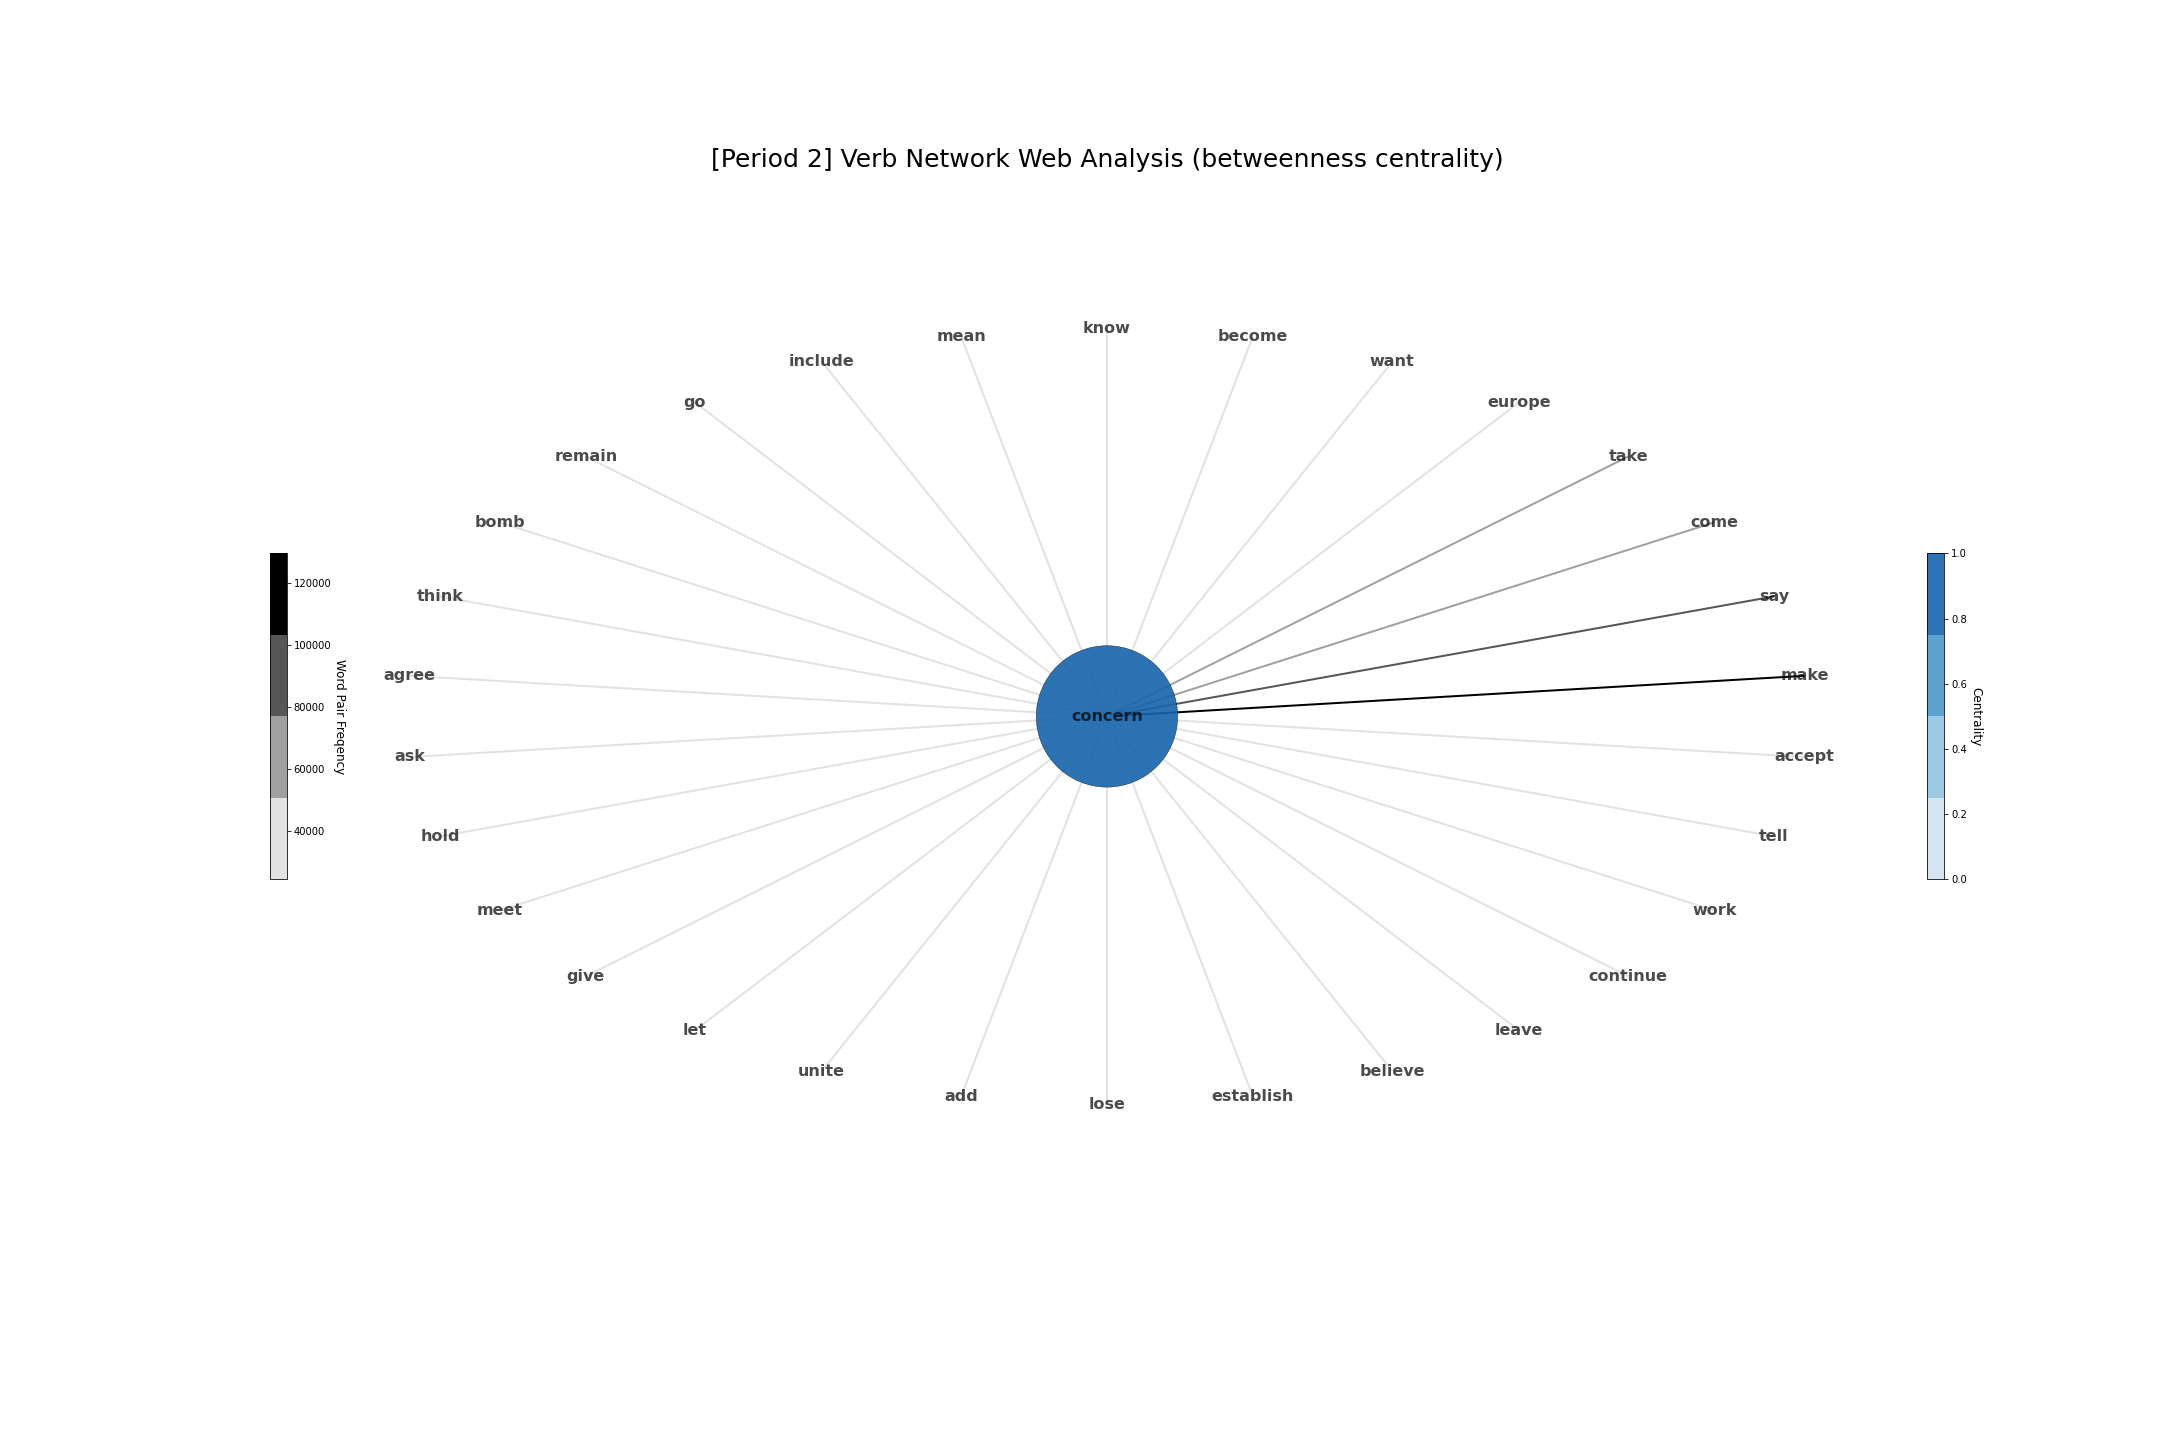 [Period 2] Verb Network Web Analysis (betweenness centrality)
know
mean
become
include
want
go
europe
remain
take
bomb
come
think
say
agree
make
concern
ask
accept
hold
tell
meet
work
give
continue
let
leave
unite
believe
add
establish
lose
120000
100000
80000
60000
40000
Word Pair Freqency
1.0
0.8
0.6
0.4
0.2
0.0
Centrality